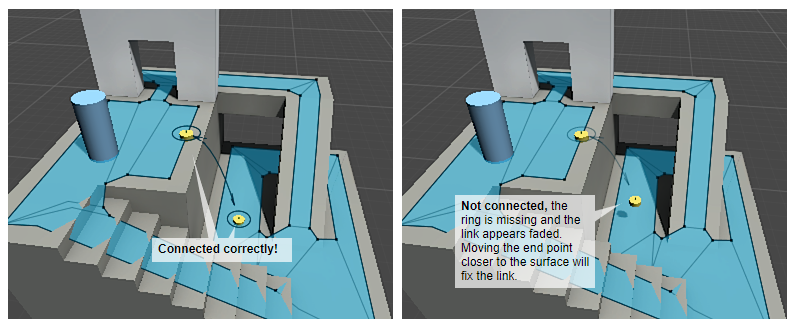 Connected correctly!
Not connected, the
ring is missing and the
link appears faded.
Moving the end point
closer to the surface will
fix the link.